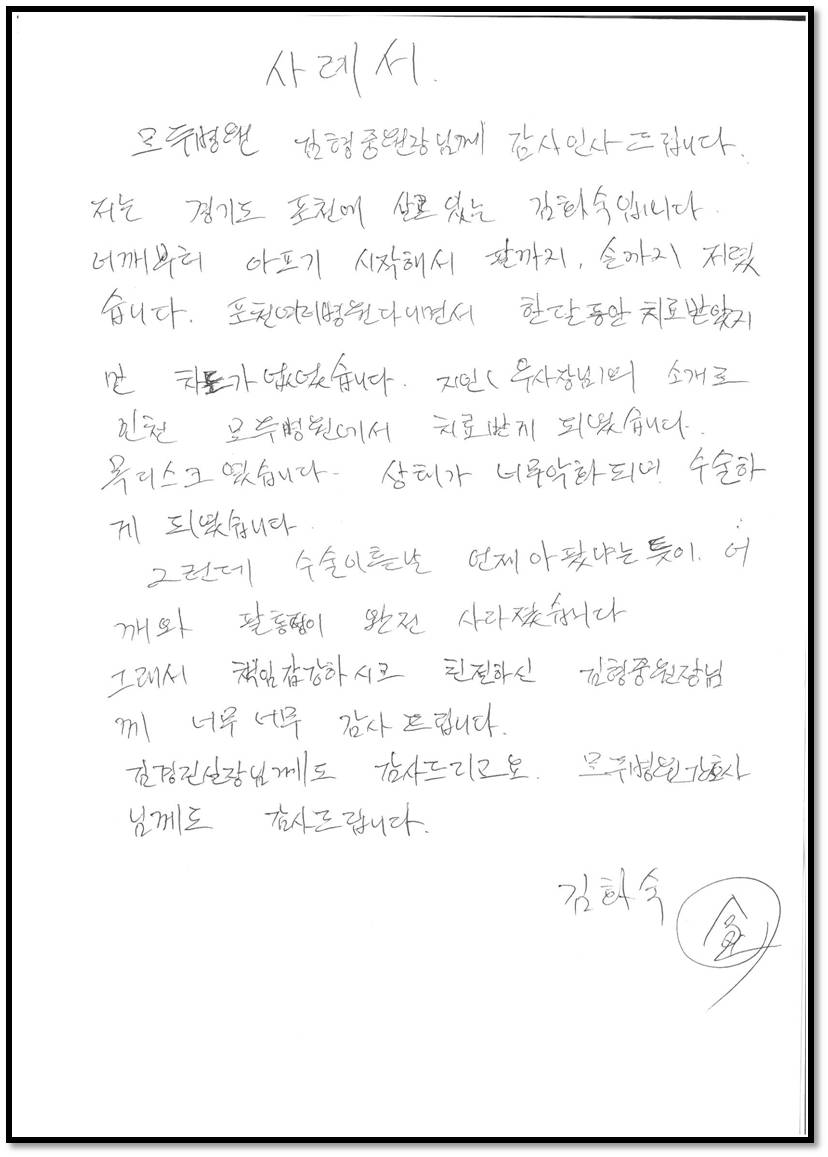 사례서.
모두병원 김형중원장님께 감사인사드립니다.
저는 경기도 포천에 살고 있는 김화숙입니다.
어깨부터 아프기 시작해서 팔까지, 손까지 저렸
습니다. 포천여러병원다니면서 한달동안 치료받았지
만 차도가 없었습니다. 지인(우사장님)의 소개로
인천 모두병원에서 치료받게 되었습니다.
목디스크였습니다. 상태가 너무악화되어 수술하
게 되었습니다.
그런데 수술이튿날 언제아팠냐는듯이. 어
깨와 팔통증이 완전 사라졌습니다
그래서 책임감강하시고 친절하신 김형중원장님
께 너무너무 감사드립니다.
김경린실장님께도 감사드리고요. 모두병원간호사
님께도 감사드립니다.
김화숙